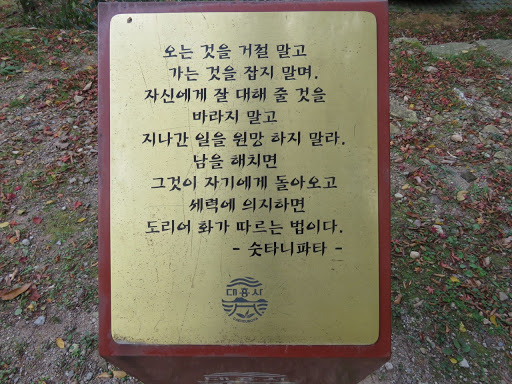 오는 것을 거절 말고
가는 것을 잡지 말며.
자신에게 잘 대해 줄 것을
바라지 말고
지나간 일을 원망 하지 말라.
남을 해치면
그것이 자기에게 돌아오고
세력에 의지하면
도리어 화가 따르는 법이다.
- 숫타니파타 -
대흥사